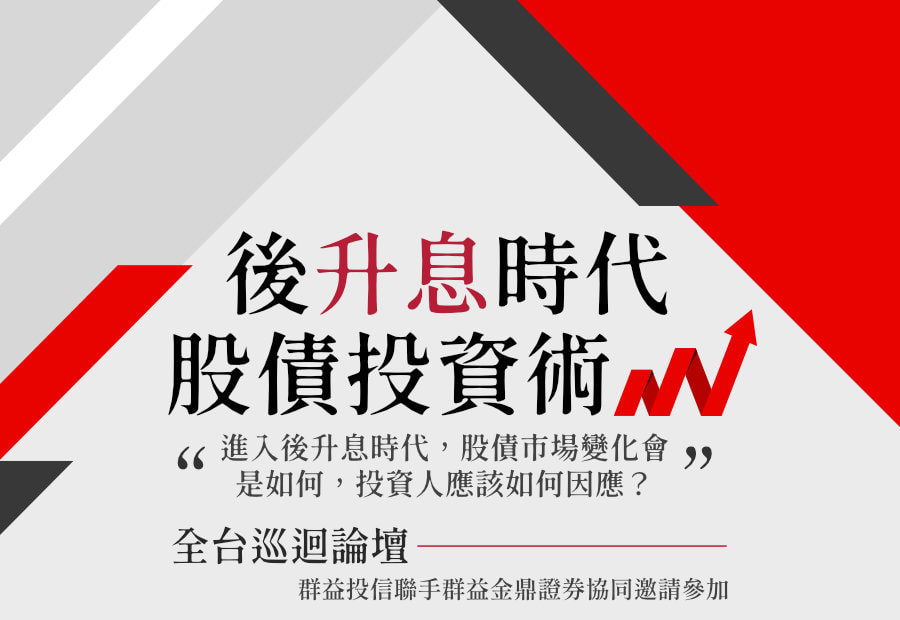 後升息時代
股債投資術
“進入後升息時代，股債市場變化會
是如何，投資人應該如何因應？”
全台巡迴論壇
群益投信聯手群益金鼎證券協同邀請參加